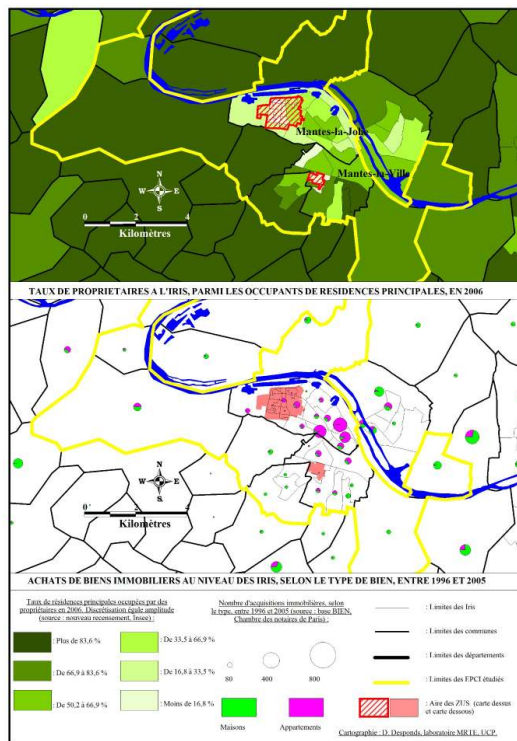 Mantes-la-Jolie
Mantes-la-Ville
N
W E
S
0 2 4
Kilomètres
TAUX DE PROPRIETAIRES A L'IRIS, PARMI LES OCCUPANTS DE RESIDENCES PRINCIPALES, EN 2006
N
W E
S
0 2 4
Kilomètres
ACHATS DE BIENS IMMOBILIERS AU NIVEAU DES IRIS, SELON LE TYPE DE BIEN, ENTRE 1996 ET 2005
Taux de résidences principales occupées par des
propriétaires en 2006. Discrétisation égale amplitude
(source : nouveau recensement, Insee) :
Plus de 83,6 %
De 66,9 à 83,6 %
De 50,2 à 66,9 %
De 33,5 à 66,9 %
De 16,8 à 33,5 %
Moins de 16,8 %
Nombre d'acquisitions immobilières, selon
le type, entre 1996 et 2005 (source : base BIEN,
Chambre des notaires de Paris) :
80 400 800
Maisons
Appartements
: Limites des Iris
: Limites des communes
: Limites des départements
: Limites des EPCI étudiés
: Aire des ZUS (carte dessus
et carte dessous)
Cartographie : D. Desponds, laboratoire MRTE, UCP